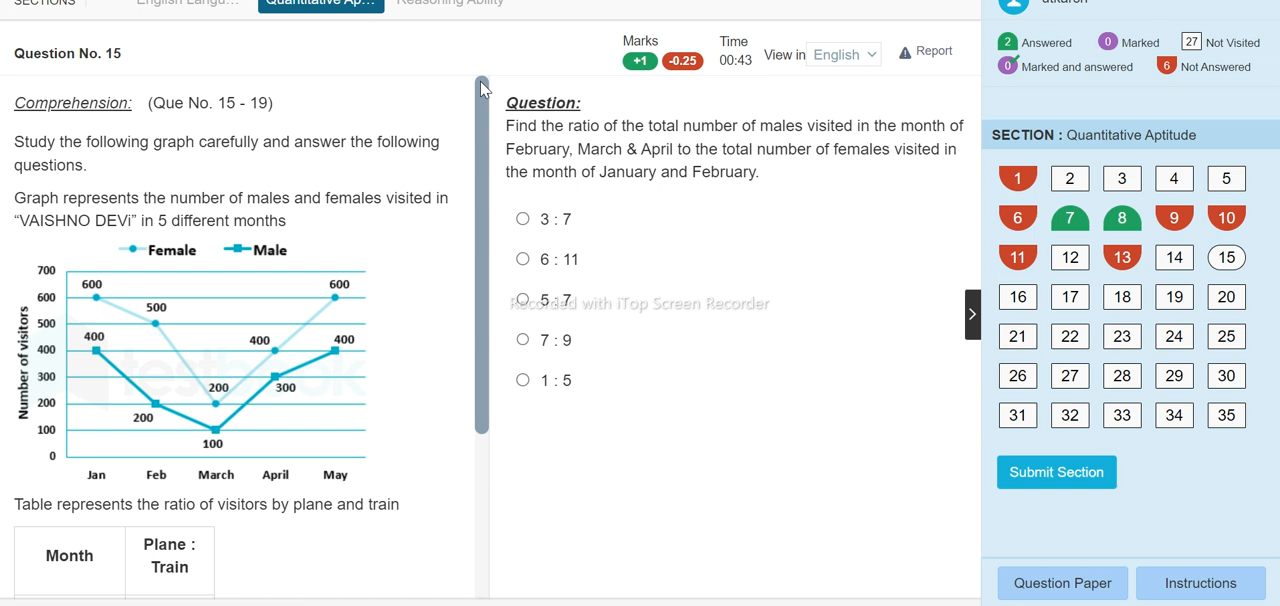 SECTIONS
English Langu...
Quantitative Ap...
Reasoning Ability
utkarsh
Question No. 15
Marks
+1
-0.25
Time
00:43
View in
English
Report
Comprehension: (Que No. 15 - 19)
Study the following graph carefully and answer the following
questions.
Graph represents the number of males and females visited in
“VAISHNO DEVi” in 5 different months
Female
Male
Number of visitors
700
600
500
400
300
200
100
0
600
500
200
400
600
400
200
100
300
400
Jan
Feb
March
April
May
testbook
Table represents the ratio of visitors by plane and train
Month
Plane :
Train
Question:
Find the ratio of the total number of males visited in the month of
February, March & April to the total number of females visited in
the month of January and February.
3 : 7
6 : 11
5 : 7
Recorded with iTop Screen Recorder
7 : 9
1 : 5
2 Answered
0 Marked
27 Not Visited
0 Marked and answered
6 Not Answered
SECTION : Quantitative Aptitude
1 2 3 4 5
6 7 8 9 10
11 12 13 14 15
16 17 18 19 20
21 22 23 24 25
26 27 28 29 30
31 32 33 34 35
Submit Section
Question Paper
Instructions